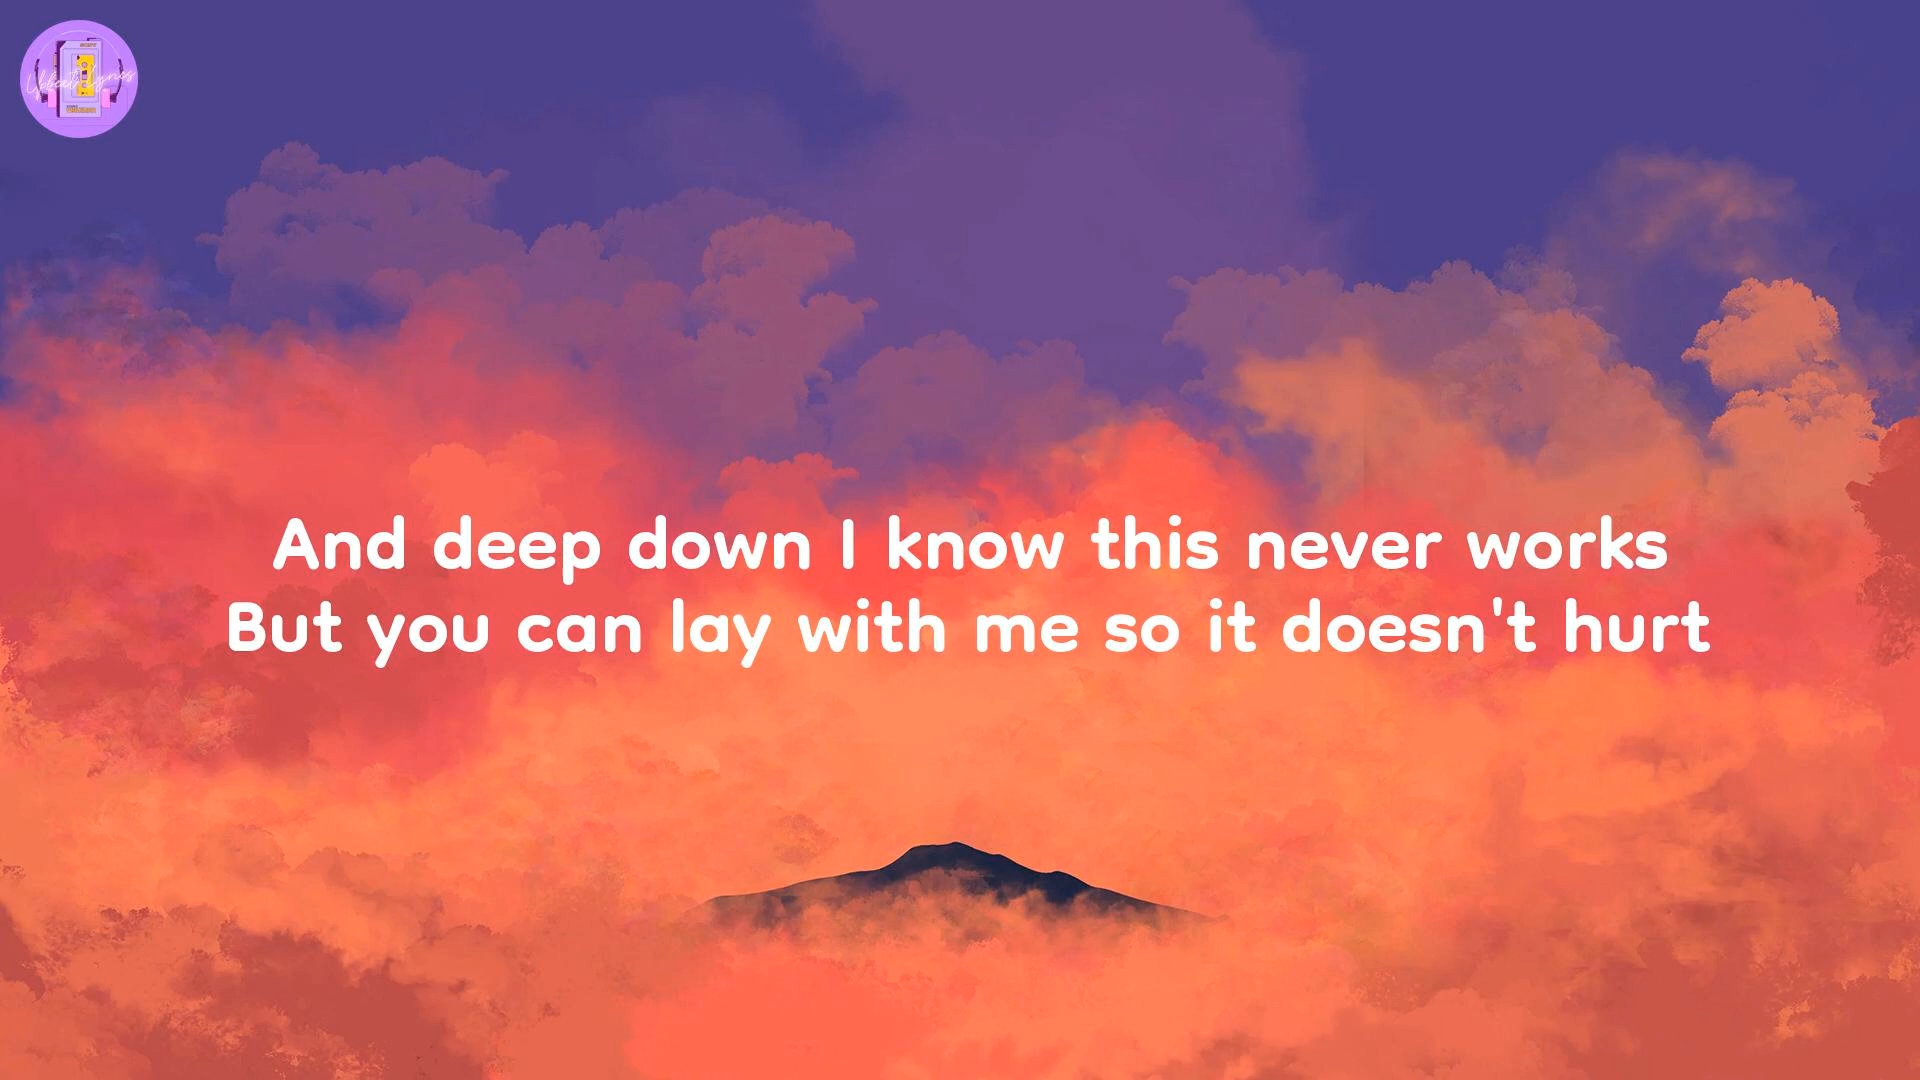 And deep down I know this never works
But you can lay with me so it doesn't hurt